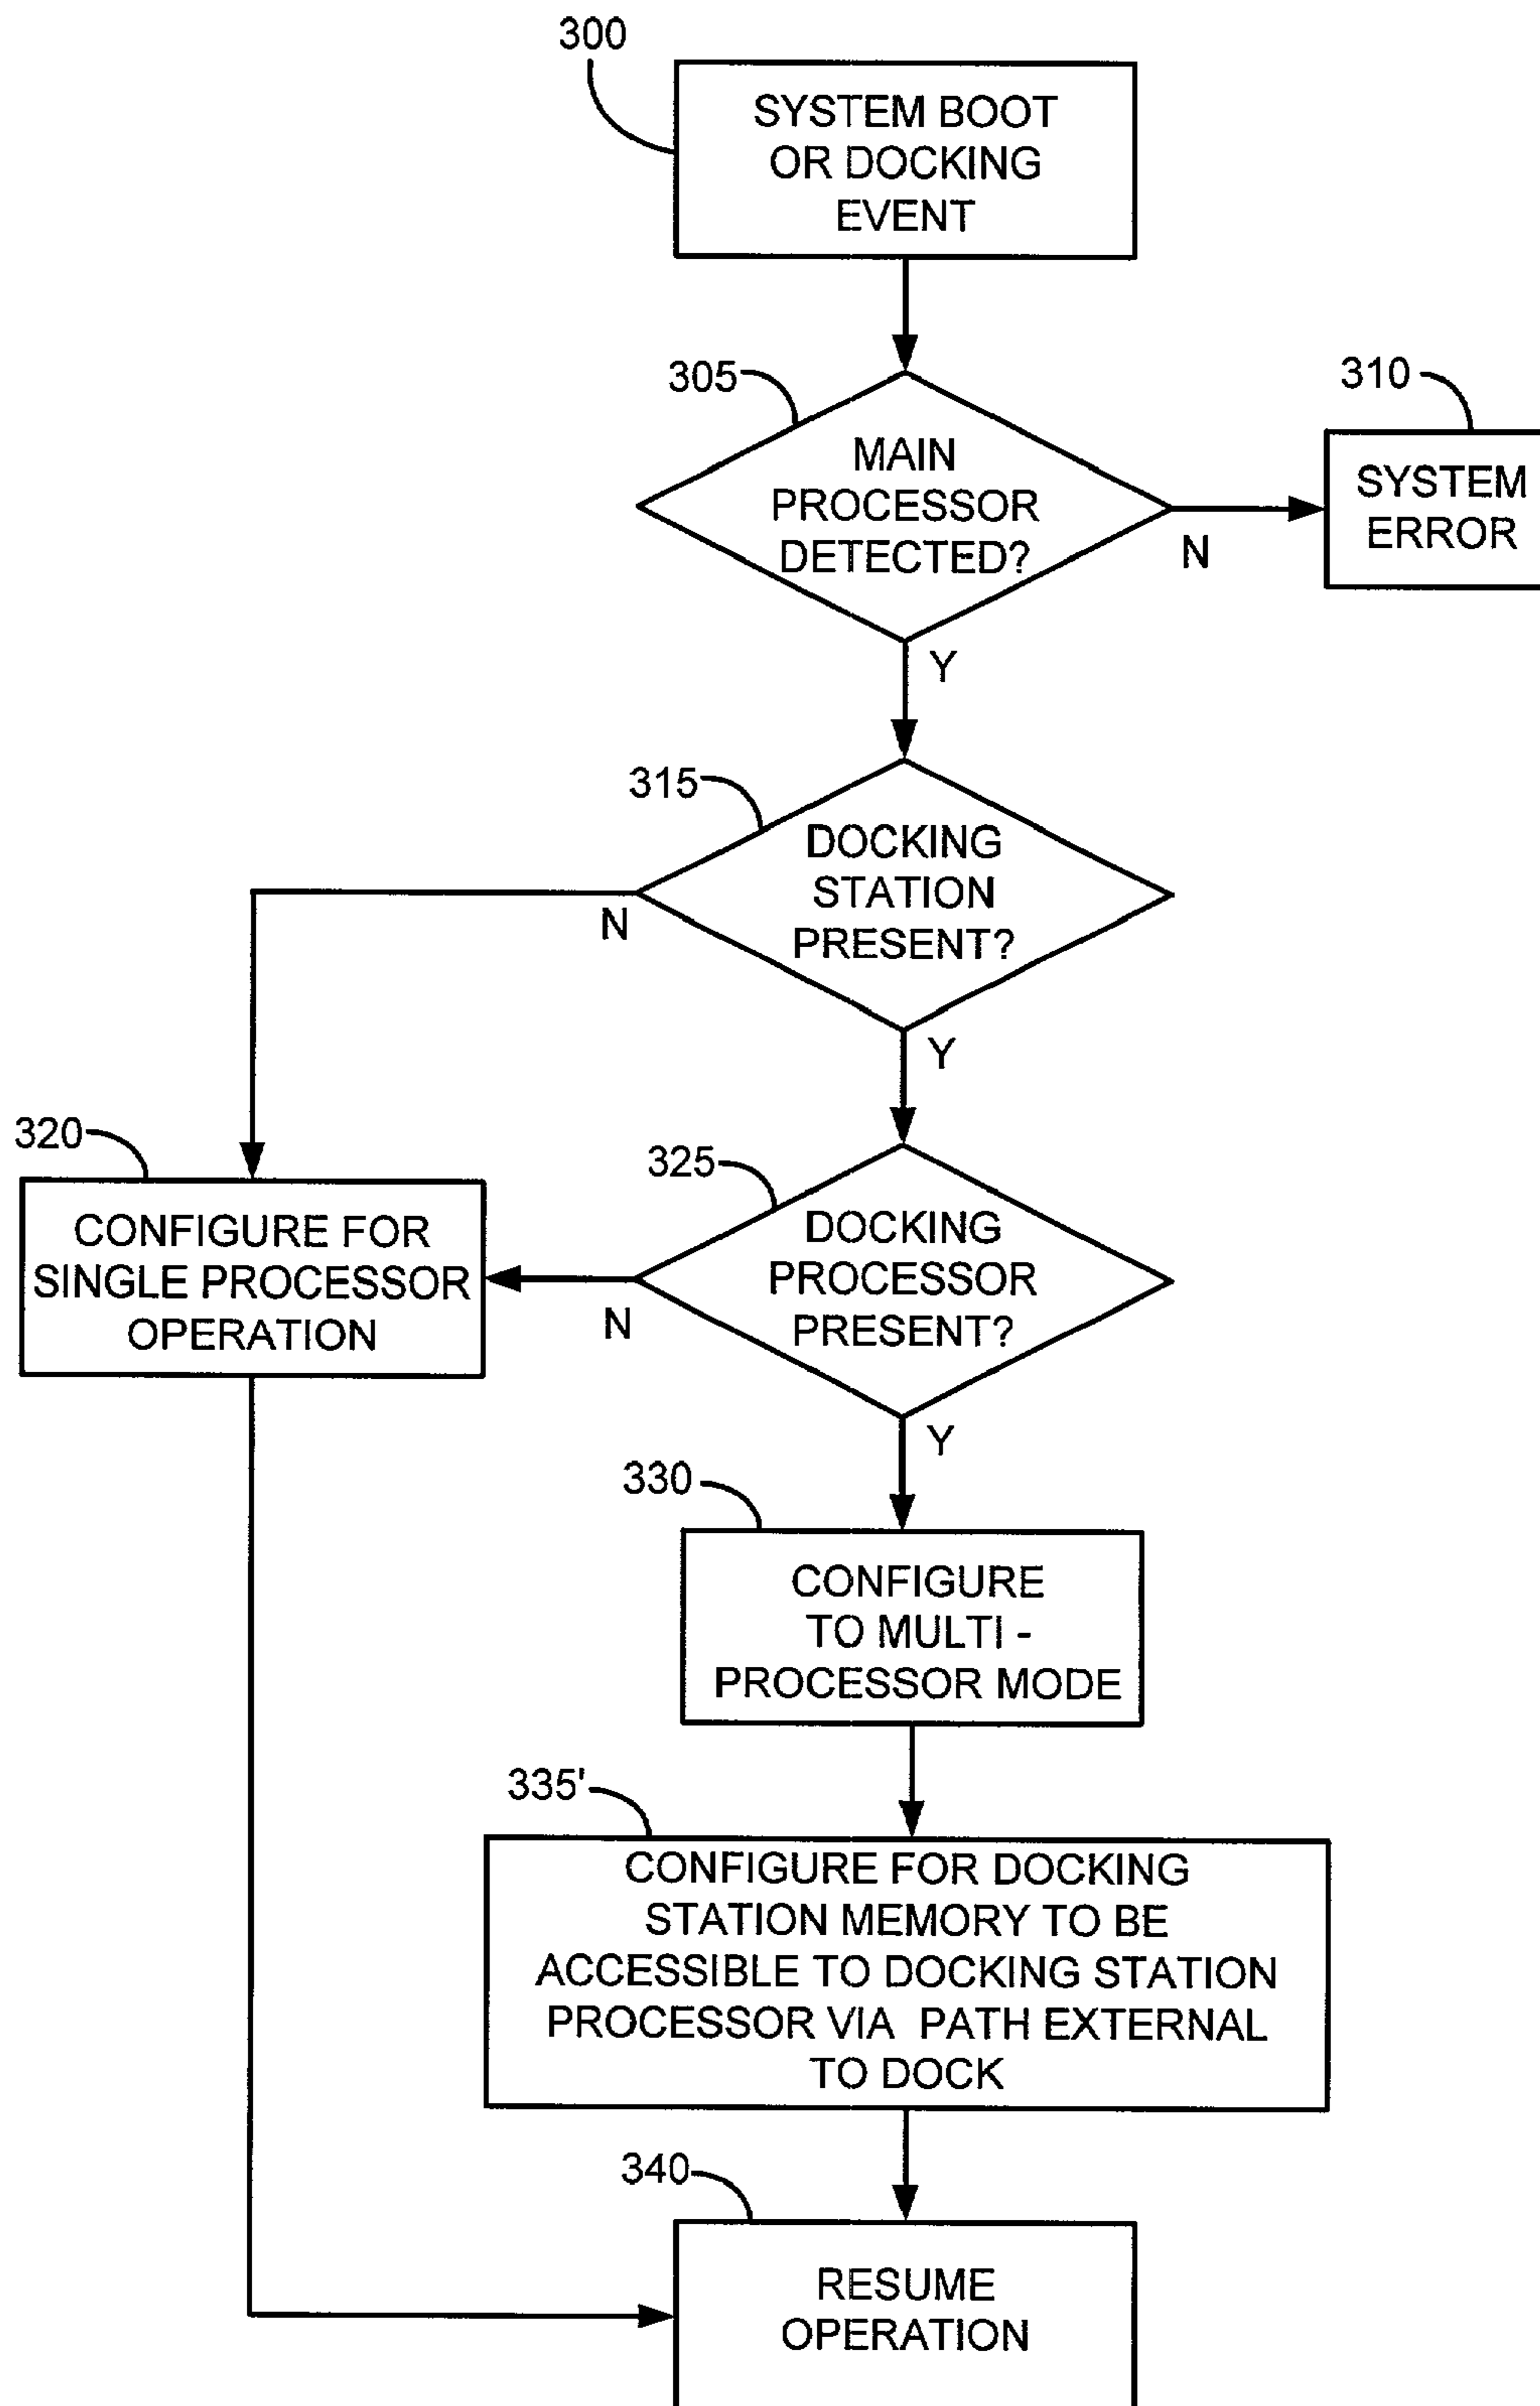 300
SYSTEM BOOT
OR DOCKING
EVENT
305
MAIN
PROCESSOR
DETECTED?
N
310
SYSTEM
ERROR
Y
315
DOCKING
STATION
PRESENT?
N
Y
320
CONFIGURE FOR
SINGLE PROCESSOR
OPERATION
325
DOCKING
PROCESSOR
PRESENT?
N
Y
330
CONFIGURE
TO MULTI -
PROCESSOR MODE
335'
CONFIGURE FOR DOCKING
STATION MEMORY TO BE
ACCESSIBLE TO DOCKING STATION
PROCESSOR VIA PATH EXTERNAL
TO DOCK
340
RESUME
OPERATION